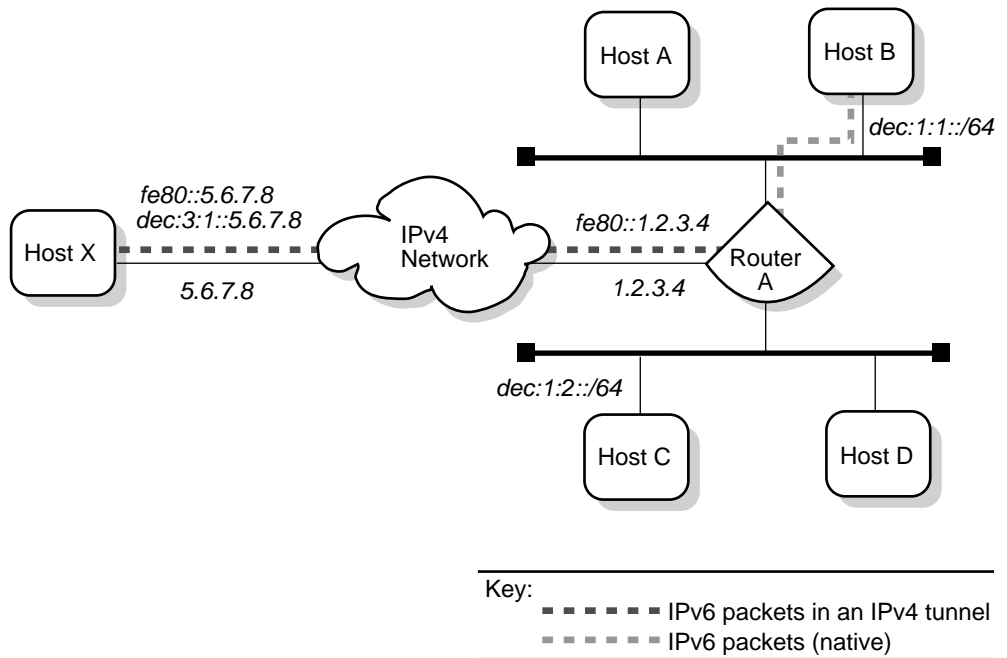 Host A
Host B
dec:1:1::/64
fe80::5.6.7.8
dec:3:1::5.6.7.8
Host X
5.6.7.8
IPv4
Network
fe80::1.2.3.4
1.2.3.4
Router
A
dec:1:2::/64
Host C
Host D
Key:
IPv6 packets in an IPv4 tunnel
IPv6 packets (native)